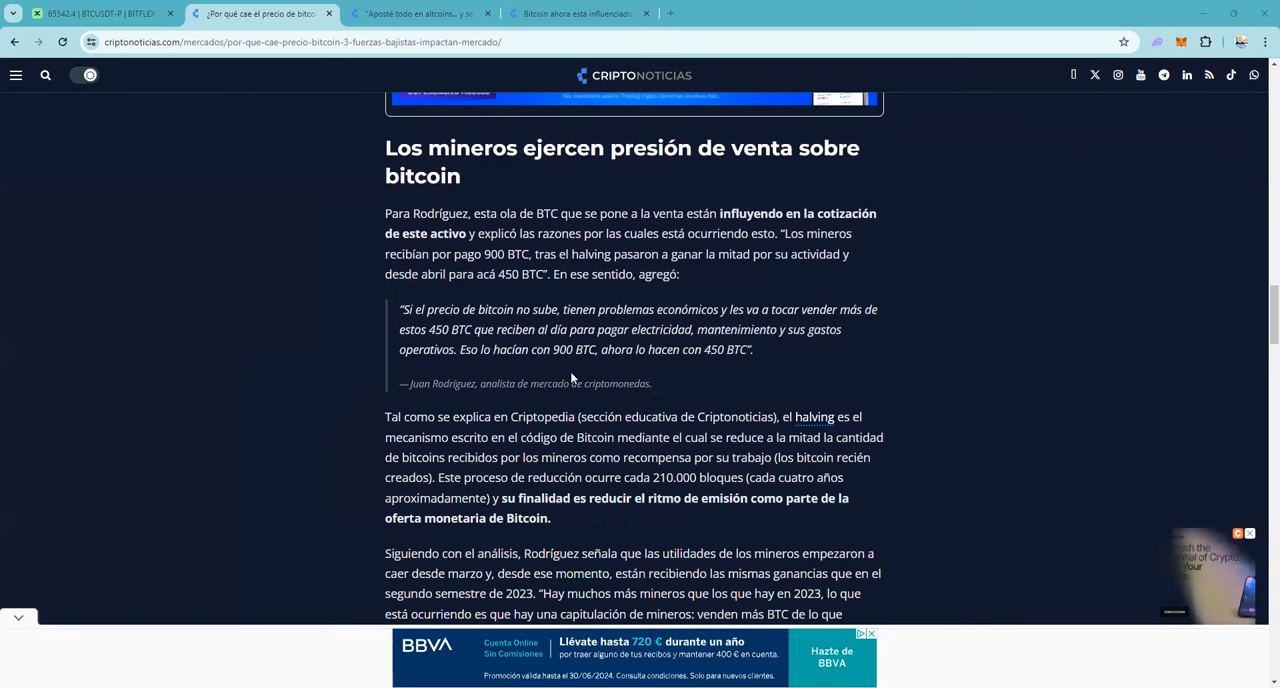 65542.4 | BTCUSDT-P | BITFLEX
¿Por qué cae el precio de bitco
"Aposté todo en altcoins... y se
Bitcoin ahora está influenciado
criptonoticias.com/mercados/por-que-cae-precio-bitcoin-3-fuerzas-bajistas-impactan-mercado/
CRIPTONOTICIAS
Los mineros ejercen presión de venta sobre
bitcoin
Para Rodríguez, esta ola de BTC que se pone a la venta están influyendo en la cotización
de este activo y explicó las razones por las cuales está ocurriendo esto. “Los mineros
recibían por pago 900 BTC, tras el halving pasaron a ganar la mitad por su actividad y
desde abril para acá 450 BTC”. En ese sentido, agregó:
“Si el precio de bitcoin no sube, tienen problemas económicos y les va a tocar vender más de
estos 450 BTC que reciben al día para pagar electricidad, mantenimiento y sus gastos
operativos. Eso lo hacían con 900 BTC, ahora lo hacen con 450 BTC”.
— Juan Rodríguez, analista de mercado de criptomonedas.
Tal como se explica en Criptopedia (sección educativa de Criptonoticias), el halving es el
mecanismo escrito en el código de Bitcoin mediante el cual se reduce a la mitad la cantidad
de bitcoins recibidos por los mineros como recompensa por su trabajo (los bitcoin recién
creados). Este proceso de reducción ocurre cada 210.000 bloques (cada cuatro años
aproximadamente) y su finalidad es reducir el ritmo de emisión como parte de la
oferta monetaria de Bitcoin.
Siguiendo con el análisis, Rodríguez señala que las utilidades de los mineros empezaron a
caer desde marzo y, desde ese momento, están recibiendo las mismas ganancias que en el
segundo semestre de 2023. “Hay muchos más mineros que los que hay en 2023, lo que
está ocurriendo es que hay una capitulación de mineros: venden más BTC de lo que
BBVA
Cuenta Online
Sin Comisiones
Llévate hasta 720 € durante un año
por traer alguno de tus recibos y mantener 400 € en cuenta.
Promoción válida hasta el 30/06/2024. Consulta condiciones. Solo para nuevos clientes.
Hazte de
BBVA